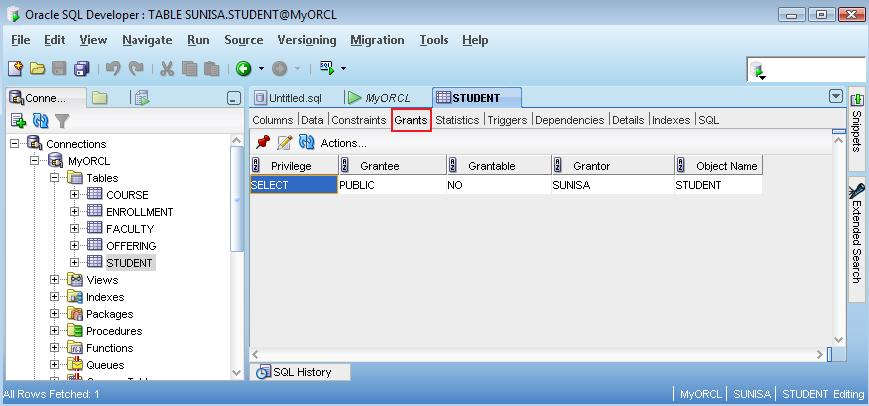 Oracle SQL Developer : TABLE SUNISA.STUDENT@MyORCL
File Edit View Navigate Run Source Versioning Migration Tools Help
SQL
Conne...
Untitled.sql MyORCL STUDENT
Columns | Data | Constraints | Grants | Statistics | Triggers | Dependencies | Details | Indexes | SQL
Actions...
Privilege Grantee Grantable Grantor Object Name
SELECT PUBLIC NO SUNISA STUDENT
Connections
MyORCL
Tables
COURSE
ENROLLMENT
FACULTY
OFFERING
STUDENT
Views
Indexes
Packages
Procedures
Functions
Queues
Snippets
Extended Search
SQL History
All Rows Fetched: 1
MyORCL | SUNISA | STUDENT Editing